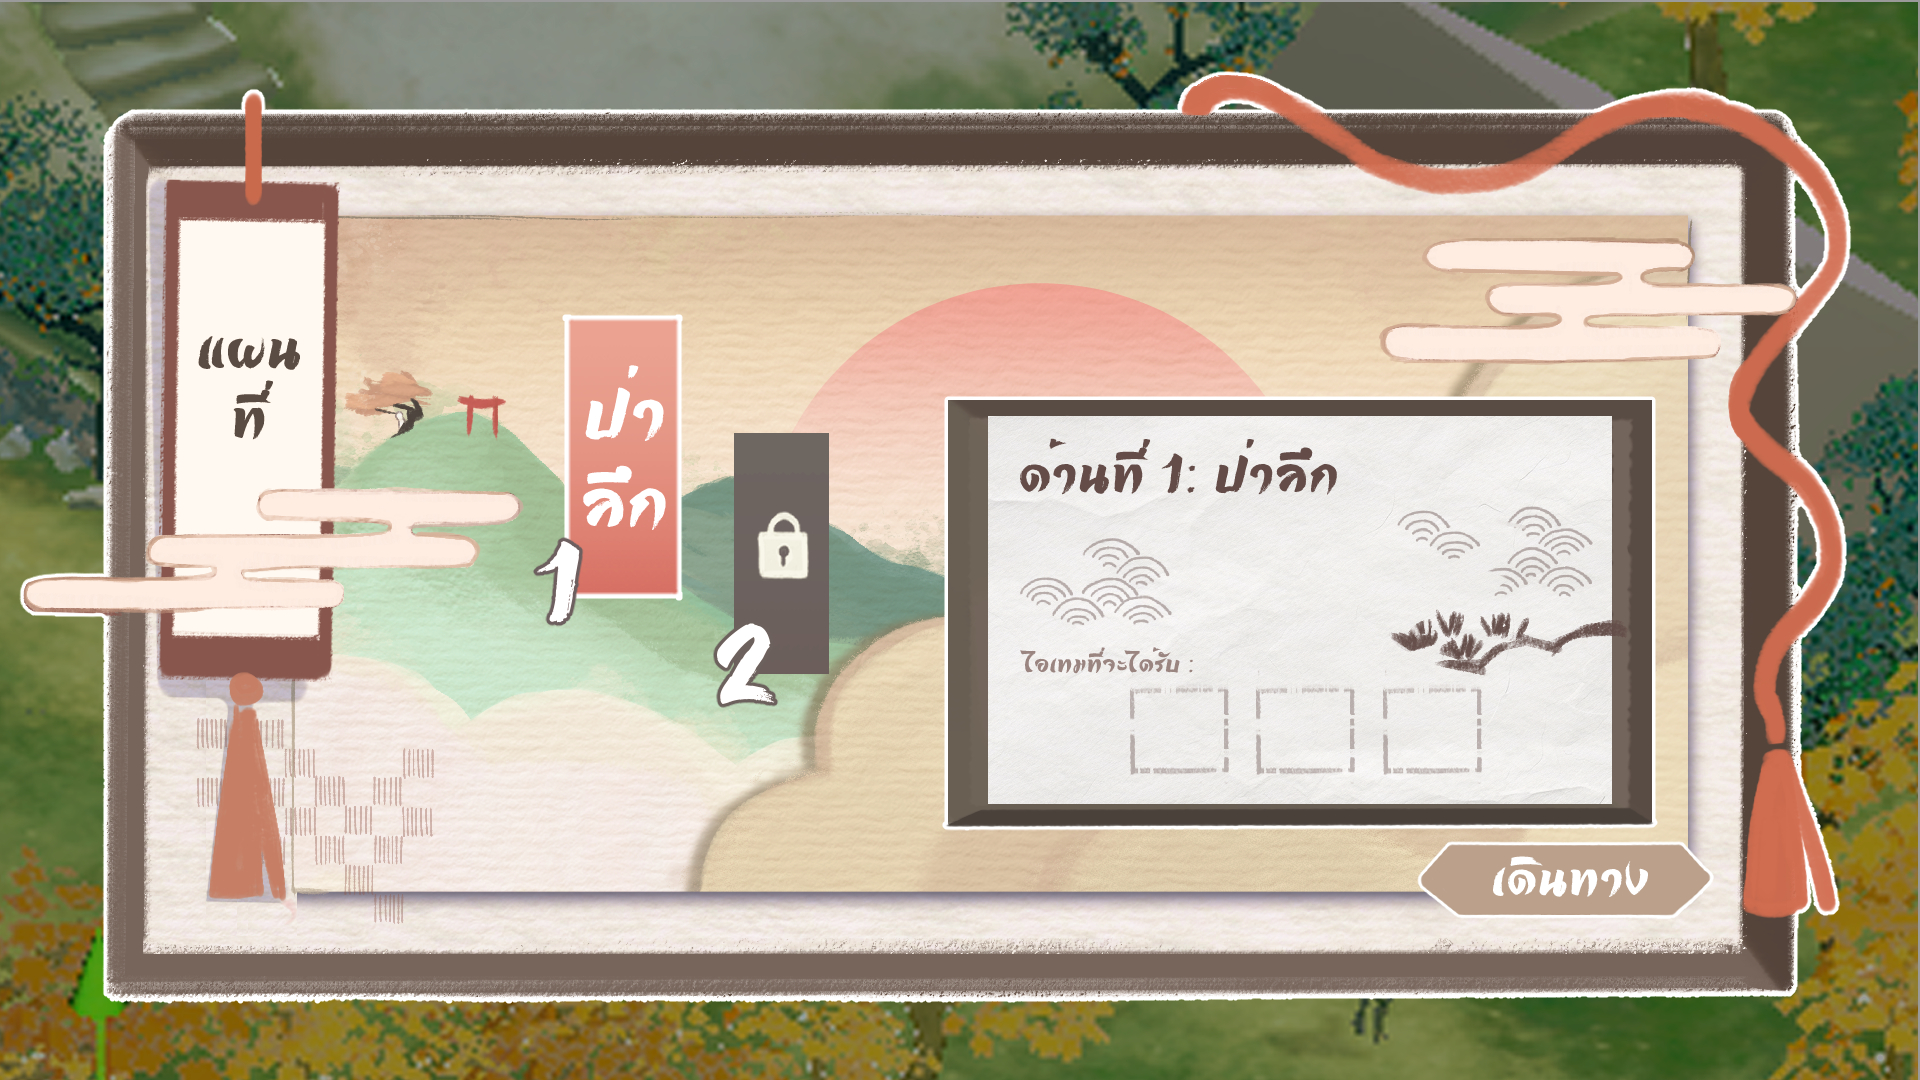 แผน
ที่
ป่า
ลึก
1
2
ด่านที่ 1: ป่าลึก
ไอเทมที่จะได้รับ :
เดินทาง